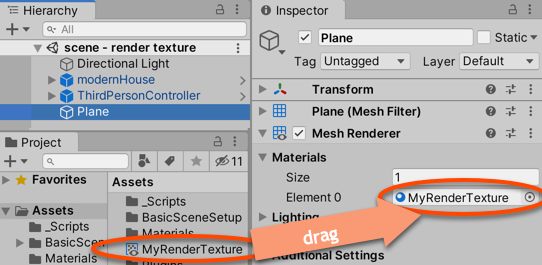 Hierarchy
All
scene - render texture
Directional Light
modernHouse
ThirdPersonController
Plane
Project
11
Favorites
Assets
_Scripts
BasicScen
Materials
Assets
_Scripts
BasicSceneSetup
Materials
MyRenderTexture
Inspector
Plane
Static
Tag Untagged Layer Default
Transform
Plane (Mesh Filter)
Mesh Renderer
Materials
Size 1
Element 0 MyRenderTexture
Lighting
drag
Additional Settings